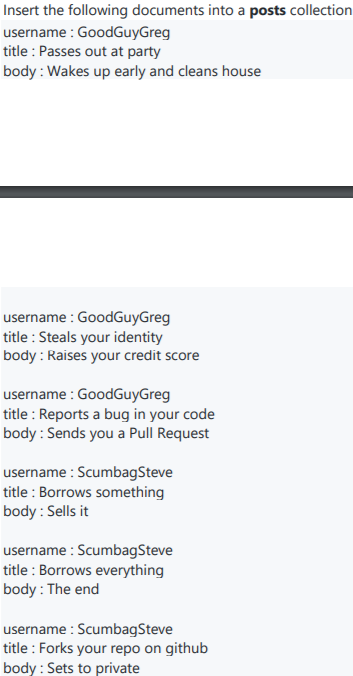 Insert the following documents into a posts collection
username : GoodGuyGreg
title : Passes out at party
body : Wakes up early and cleans house
username : GoodGuyGreg
title : Steals your identity
body : Raises your credit score
username : GoodGuyGreg
title : Reports a bug in your code
body : Sends you a Pull Request
username : ScumbagSteve
title : Borrows something
body : Sells it
username : ScumbagSteve
title : Borrows everything
body : The end
username : ScumbagSteve
title : Forks your repo on github
body : Sets to private